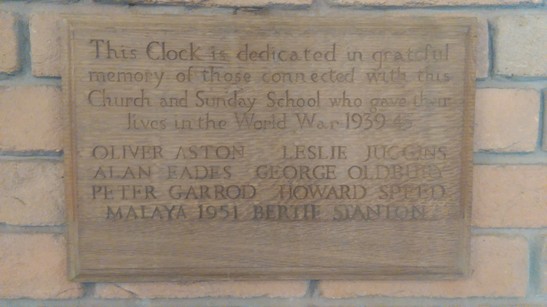 This Clock is dedicated in grateful
memory of those connected with this
Church and Sunday School who gave their
lives in the World War 1939-45
OLIVER ASTON LESLIE JUGGINS
ALAN EADES GEORGE OLDBURY
PETER GARROD HOWARD SPEED
MALAYA 1951 BERTIE STANTON